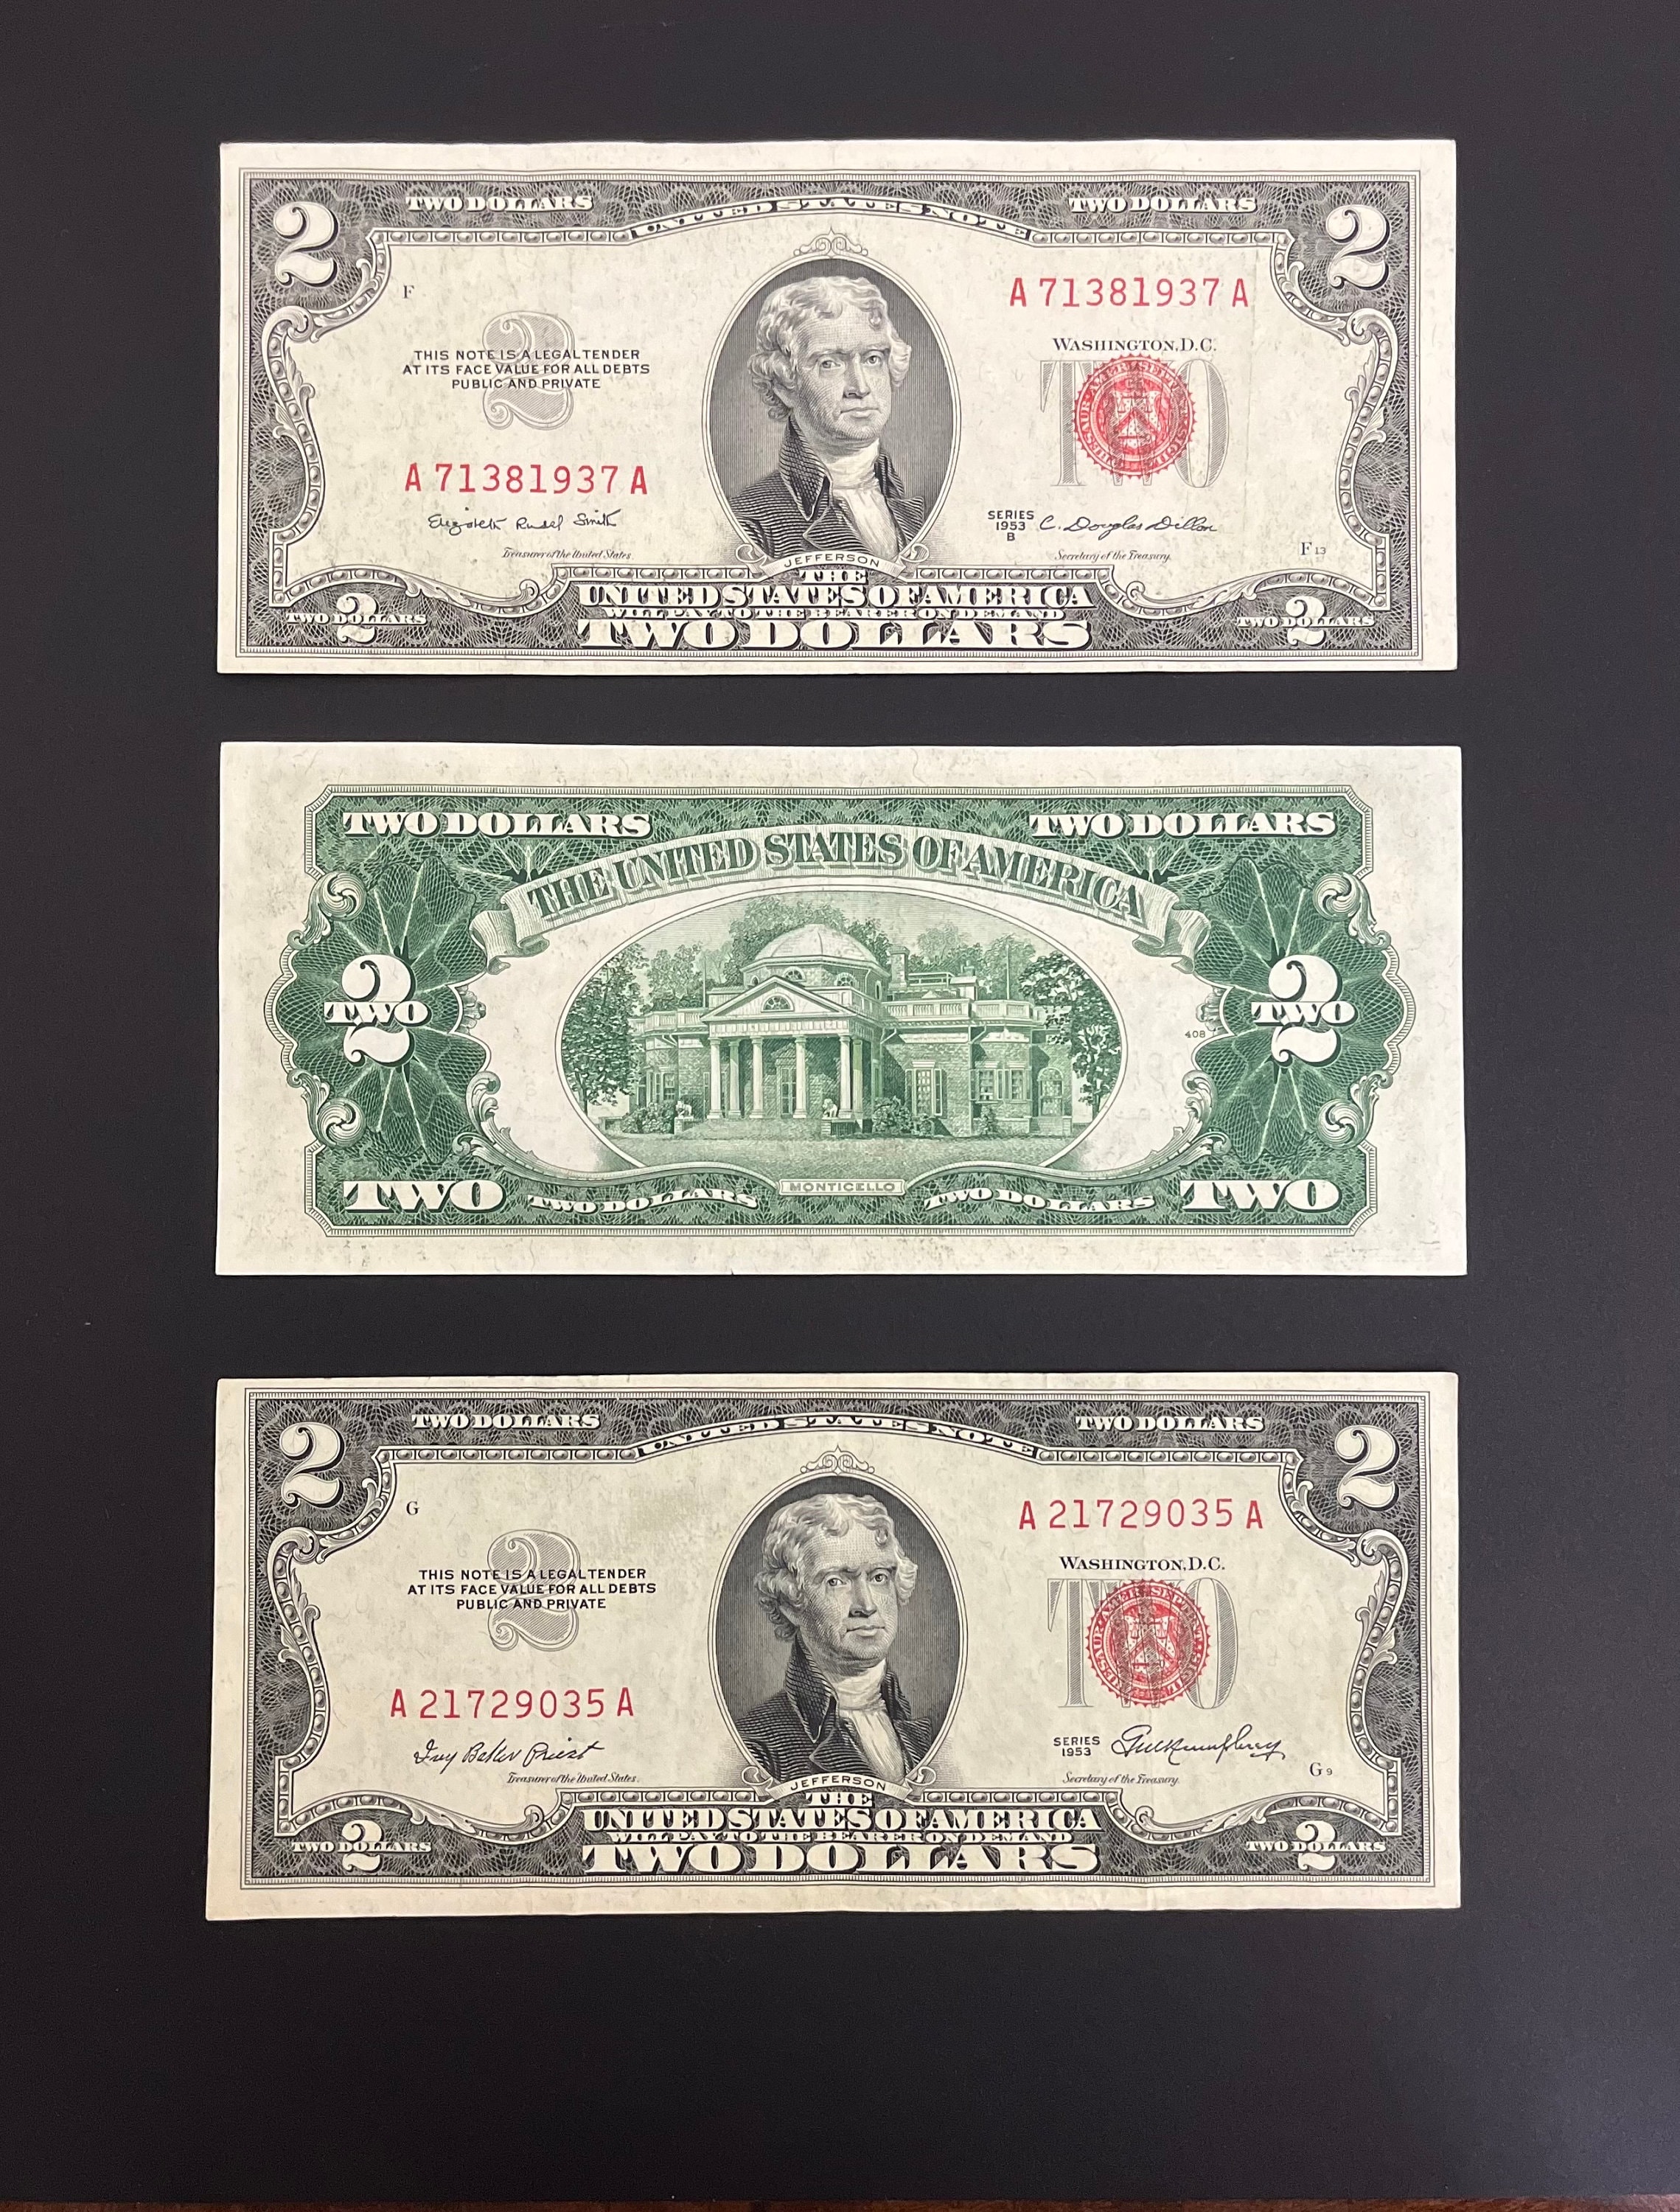 2 TWO DOLLARS UNITED STATES NOTE TWO DOLLARS 2
F
A 71381937 A
2
THIS NOTE IS A LEGAL TENDER
AT ITS FACE VALUE FOR ALL DEBTS
PUBLIC AND PRIVATE
WASHINGTON, D.C.
TWO
A 71381937 A
Elizabeth Rudel Smith
Treasurer of the United States.
SERIES
1953
B
C. Douglas Dillon
Secretary of the Treasury.
F 13
JEFFERSON
THE
UNITED STATES OF AMERICA
WILL PAY TO THE BEARER ON DEMAND
TWO DOLLARS
TWO DOLLARS 2
TWO DOLLARS 2
TWO DOLLARS TWO DOLLARS
THE UNITED STATES OF AMERICA
2 TWO
408
2 TWO
TWO TWO DOLLARS MONTICELLO TWO DOLLARS TWO
2 TWO DOLLARS UNITED STATES NOTE TWO DOLLARS 2
G
A 21729035 A
2
THIS NOTE IS A LEGAL TENDER
AT ITS FACE VALUE FOR ALL DEBTS
PUBLIC AND PRIVATE
WASHINGTON, D.C.
TWO
A 21729035 A
Ivy Baker Priest
Treasurer of the United States.
SERIES
1953
G M Humphrey
Secretary of the Treasury.
G 9
JEFFERSON
THE
UNITED STATES OF AMERICA
WILL PAY TO THE BEARER ON DEMAND
TWO DOLLARS
TWO DOLLARS 2
TWO DOLLARS 2